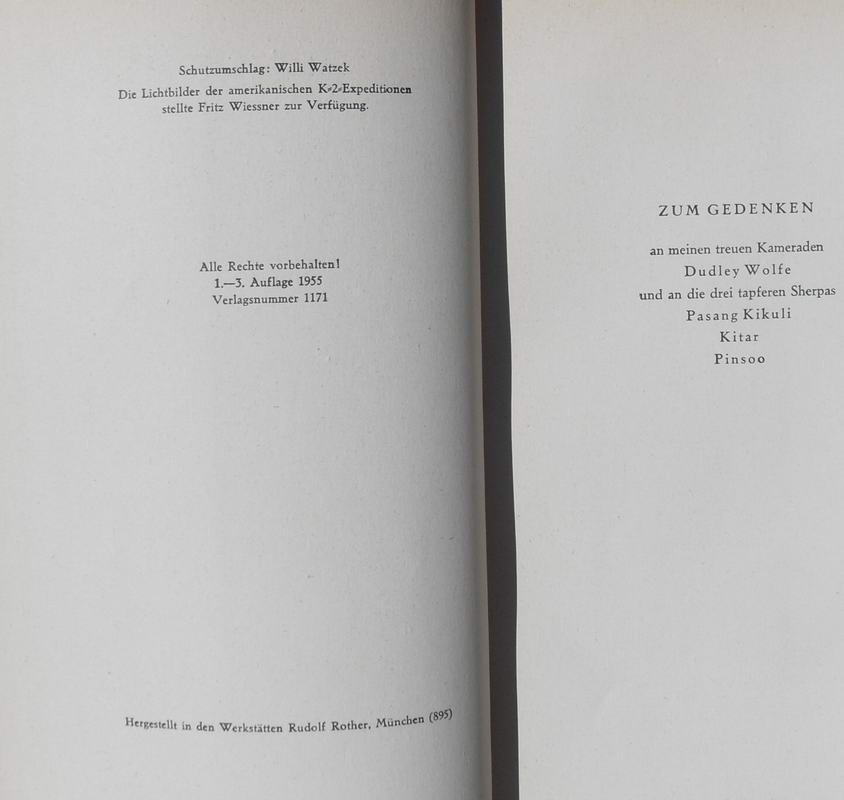 Schutzumschlag: Willi Watzek
Die Lichtbilder der amerikanischen K-2-Expeditionen
stellte Fritz Wiessner zur Verfügung.
Alle Rechte vorbehalten!
1.—3. Auflage 1955
Verlagsnummer 1171
Hergestellt in den Werkstätten Rudolf Rother, München (895)
ZUM GEDENKEN
an meinen treuen Kameraden
Dudley Wolfe
und an die drei tapferen Sherpas
Pasang Kikuli
Kitar
Pinsoo